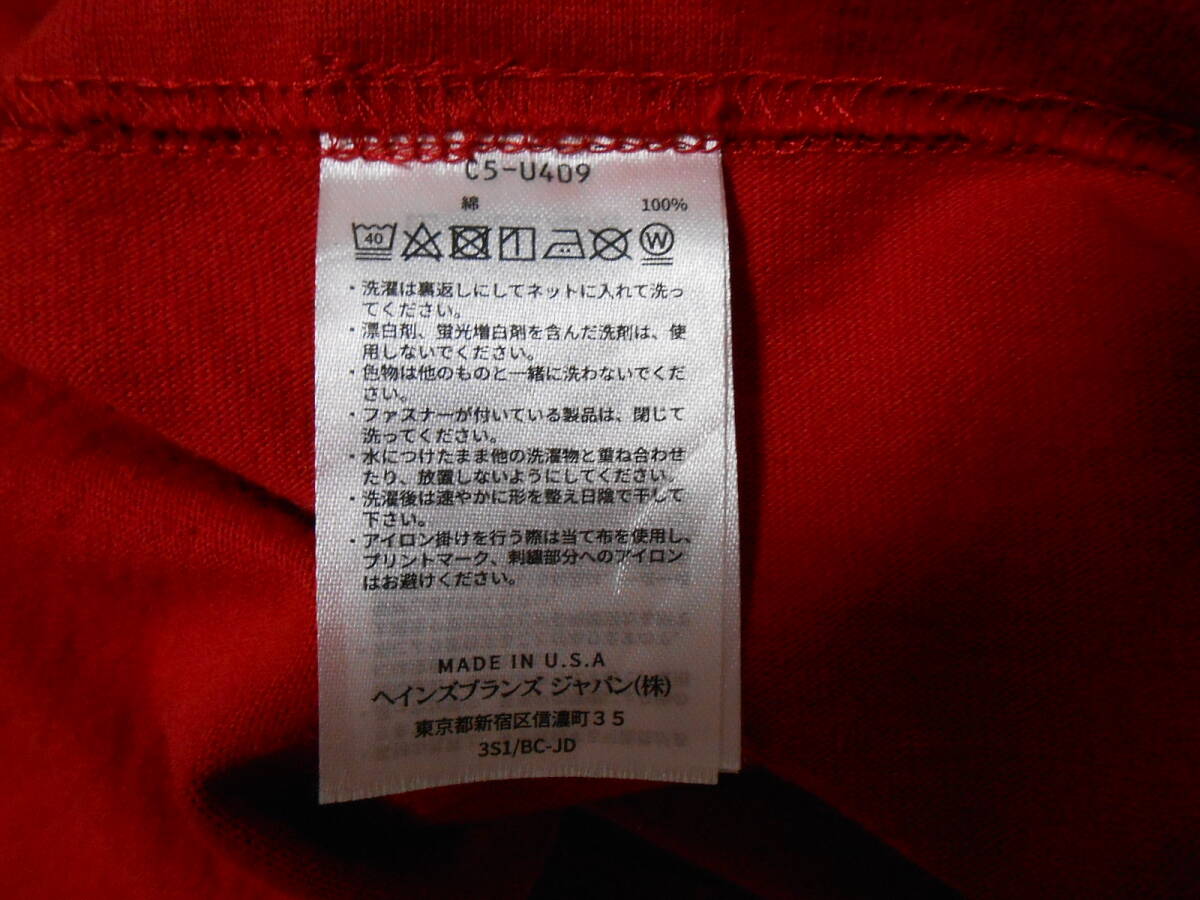 C5-U409
綿 100%
40 W
・洗濯は裏返しにしてネットに入れて洗っ
てください。
・漂白剤、蛍光増白剤を含んだ洗剤は、使
用しないでください。
・色物は他のものと一緒に洗わないでくだ
さい。
・ファスナーが付いている製品は、閉じて
洗ってください。
・水につけたまま他の洗濯物と重ね合わせ
たり、放置しないようにしてください。
・洗濯後は速やかに形を整え日陰で干して
下さい。
・アイロン掛けを行う際は当て布を使用し、
プリントマーク、刺繍部分へのアイロン
はお避けください。
MADE IN U.S.A
ヘインズブランズ ジャパン(株)
東京都新宿区信濃町35
3S1/BC-JD